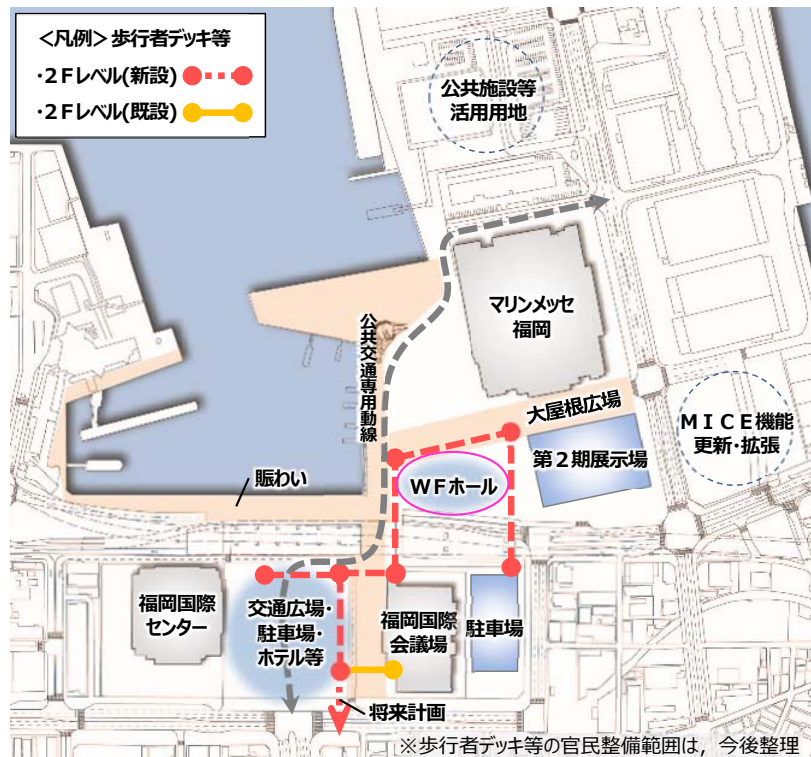 <凡例> 歩行者デッキ等
・2Fレベル(新設)
・2Fレベル(既設)
公共施設等
活用用地
マリンメッセ
福岡
公共交通専用動線
大屋根広場
MICE機能
更新・拡張
第2期展示場
WFホール
賑わい
福岡国際
センター
交通広場・
駐車場・
ホテル等
福岡国際
会議場
駐車場
将来計画
※歩行者デッキ等の官民整備範囲は,今後整理